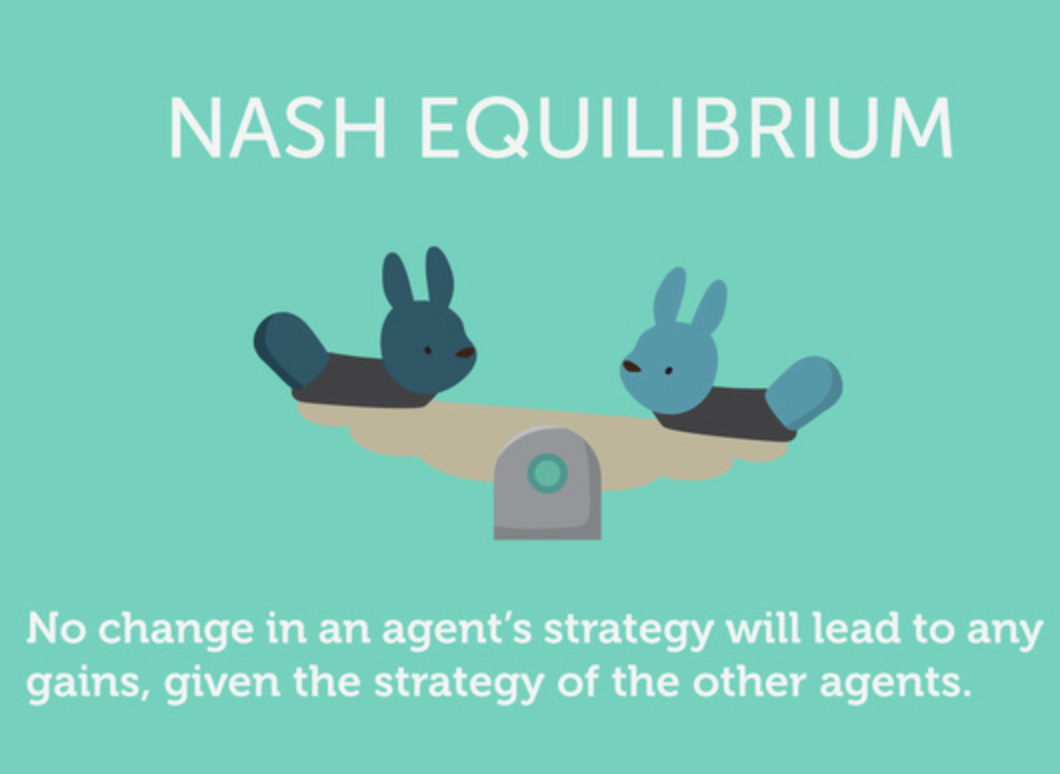 NASH EQUILIBRIUM
No change in an agent’s strategy will lead to any
gains, given the strategy of the other agents.